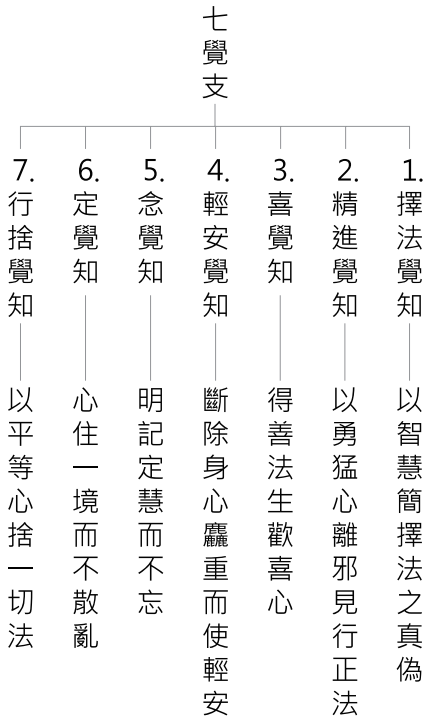 七覺支
1.擇法覺知
以智慧簡擇法之真偽
2.精進覺知
以勇猛心離邪見行正法
3.喜覺知
得善法生歡喜心
4.輕安覺知
斷除身心麤重而使輕安
5.念覺知
明記定慧而不忘
6.定覺知
心住一境而不散亂
7.行捨覺知
以平等心捨一切法